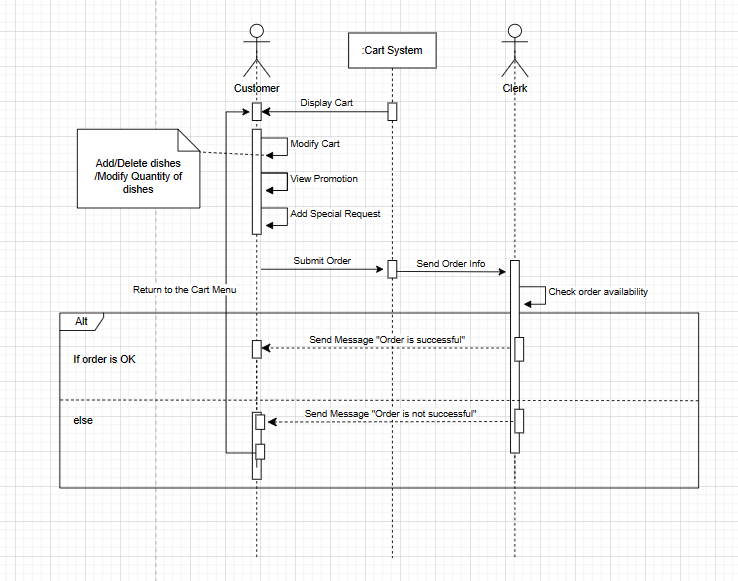 :Cart System
Customer
Clerk
Display Cart
Modify Cart
Add/Delete dishes
/Modify Quantity of
dishes
View Promotion
Add Special Request
Submit Order
Send Order Info
Return to the Cart Menu
Check order availability
Alt
Send Message "Order is successful"
If order is OK
Send Message "Order is not successful"
else